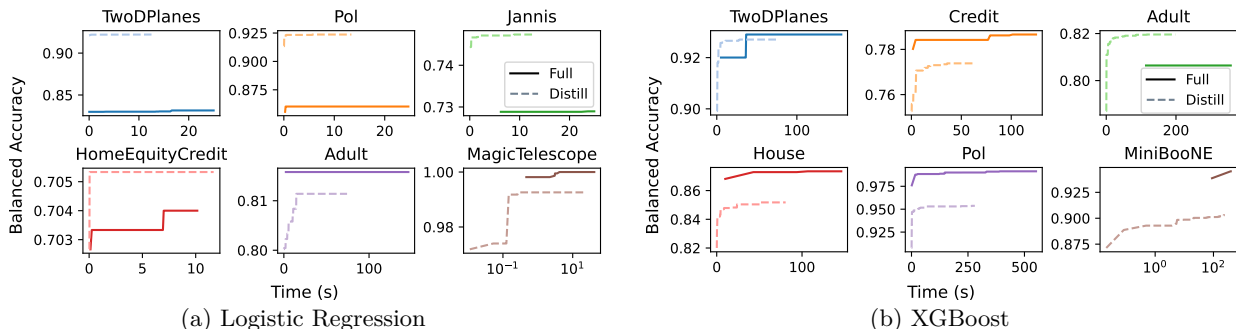 TwoDPlanes Pol Jannis
Balanced Accuracy
0.90
0.85
0 10 20
0.925
0.900
0.875
0 10 20
0.74
0.73
0 10 20
Full
Distill
HomeEquityCredit Adult MagicTelescope
0.705
0.704
0.703
0 5 10
0.81
0.80
0 100
1.00
0.98
10⁻¹ 10¹
Time (s)
(a) Logistic Regression
TwoDPlanes Credit Adult
Balanced Accuracy
0.92
0.90
0 100
0.78
0.76
0 50 100
0.82
0.80
0 200
Full
Distill
House Pol MiniBooNE
0.86
0.84
0.82
0 100
0.975
0.950
0.925
0 250 500
0.925
0.900
0.875
10⁰ 10²
Time (s)
(b) XGBoost